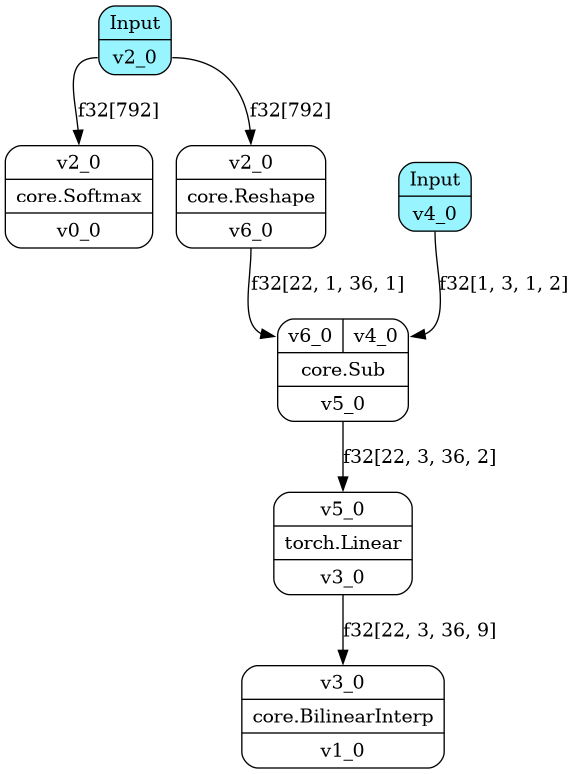 Input
v2_0
f32[792]
f32[792]
v2_0
core.Softmax
v0_0
v2_0
core.Reshape
v6_0
Input
v4_0
f32[22, 1, 36, 1]
f32[1, 3, 1, 2]
v6_0 v4_0
core.Sub
v5_0
f32[22, 3, 36, 2]
v5_0
torch.Linear
v3_0
f32[22, 3, 36, 9]
v3_0
core.BilinearInterp
v1_0